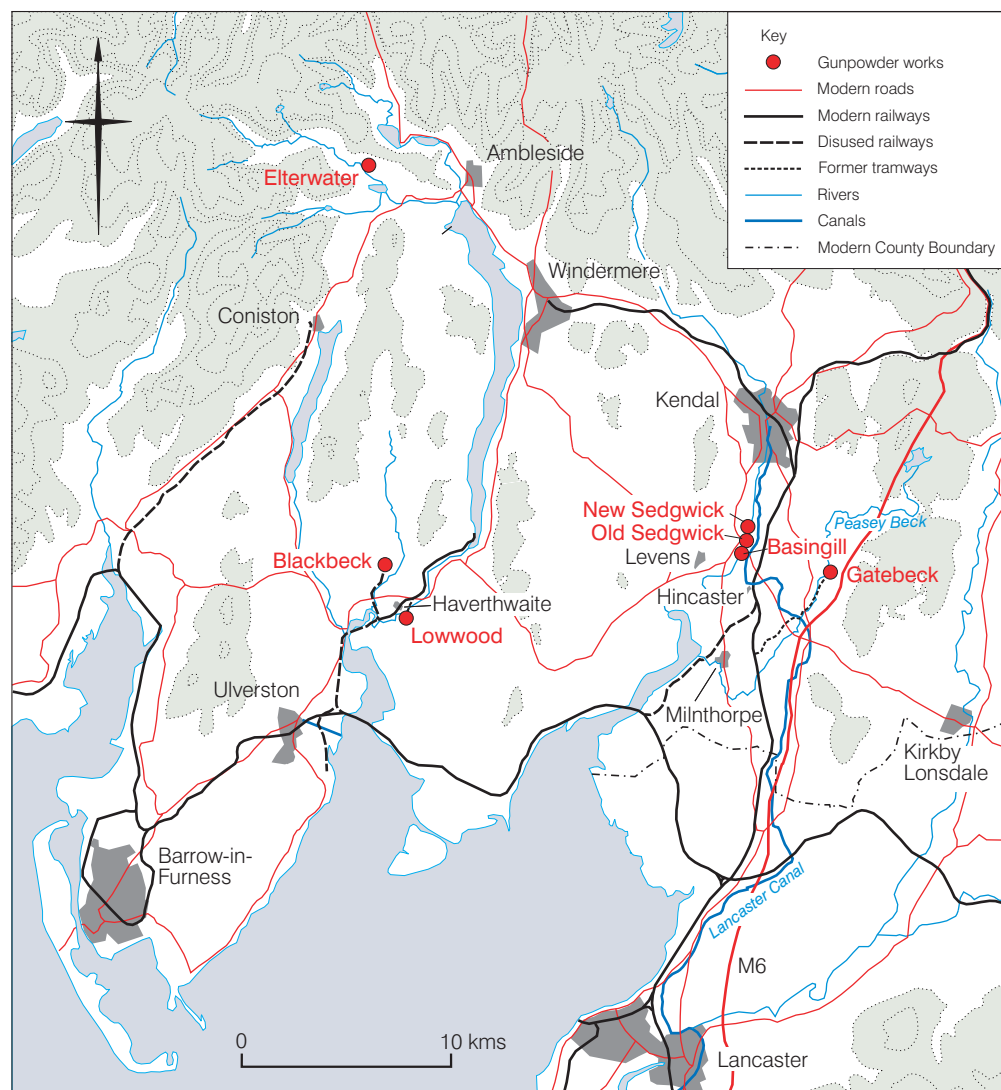 Key
Gunpowder works
Modern roads
Modern railways
Disused railways
Former tramways
Rivers
Canals
Modern County Boundary
Ambleside
Elterwater
Windermere
Coniston
Kendal
New Sedgwick
Old Sedgwick
Peasey Beck
Basingill
Levens
Blackbeck
Gatebeck
Hincaster
Haverthwaite
Lowwood
Ulverston
Milnthorpe
Kirkby
Lonsdale
Barrow-in-
Furness
Lancaster Canal
M6
0
10 kms
Lancaster